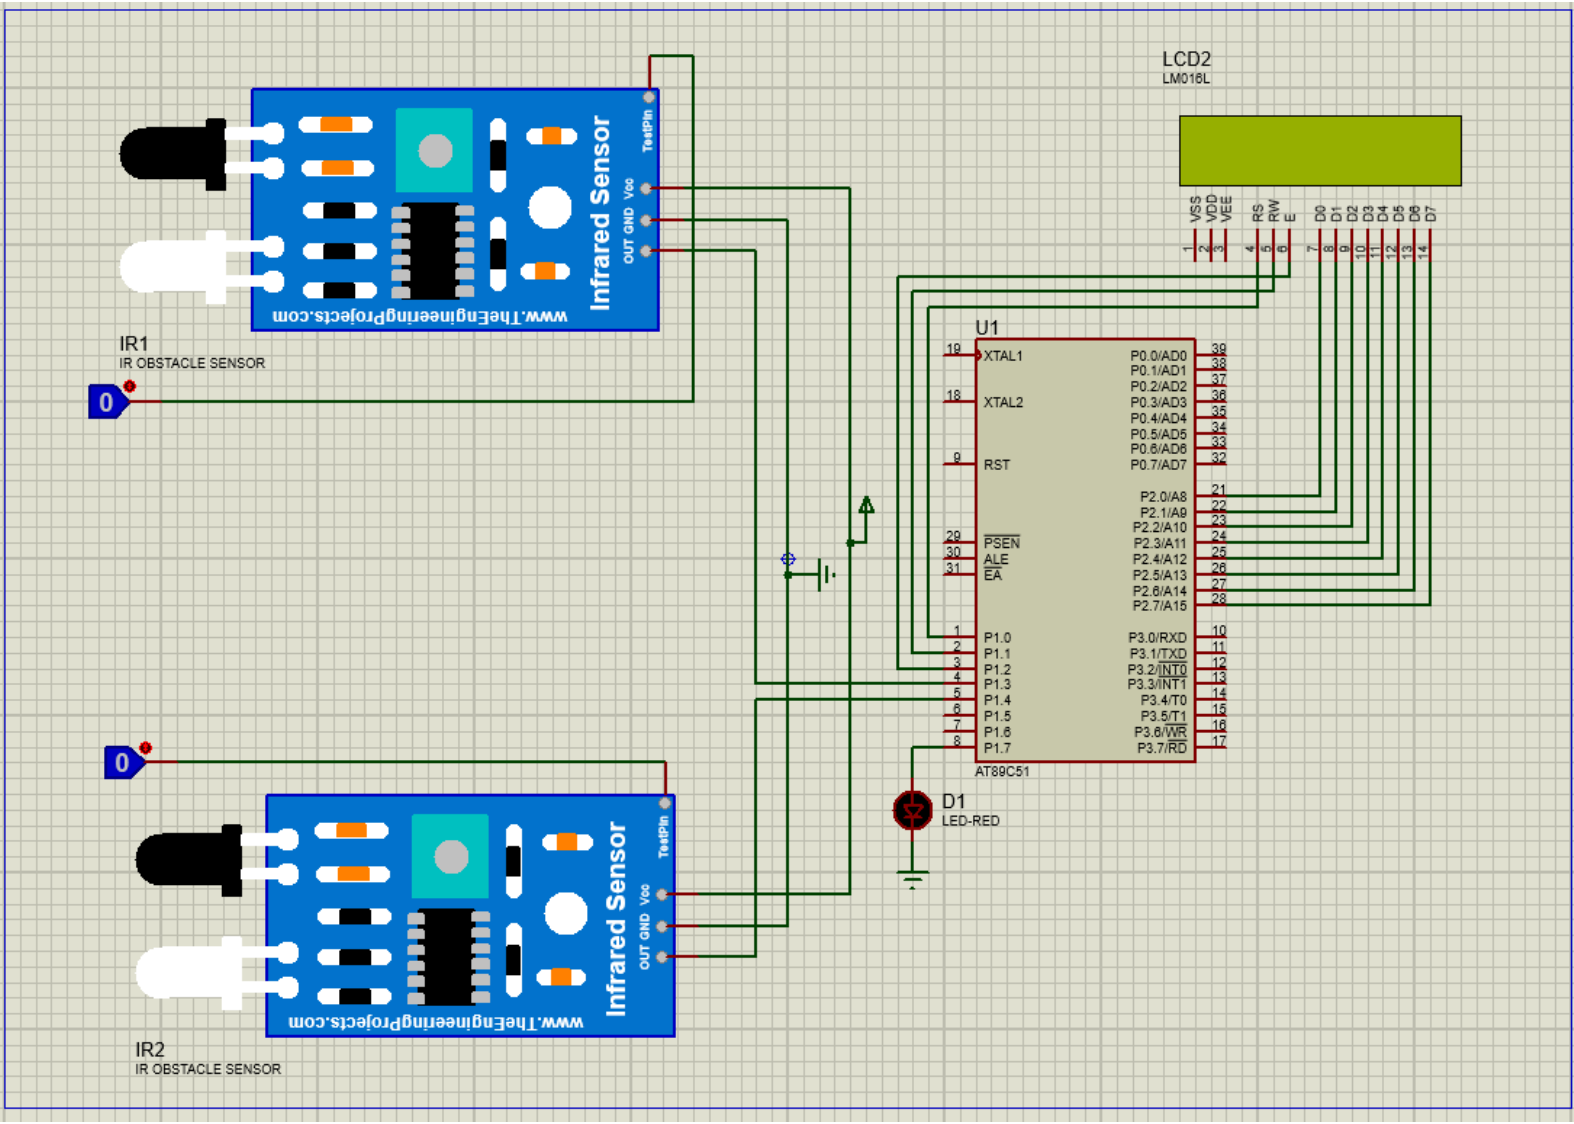 LCD2
LM016L
VSS
VDD
VEE
RS
RW
E
D0
D1
D2
D3
D4
D5
D6
D7
1
2
3
4
5
6
7
8
9
10
11
12
13
14
TestPin
Vcc
GND
OUT
Infrared Sensor
www.TheEngineeringProjects.com
IR1
IR OBSTACLE SENSOR
0
U1
19 XTAL1
18 XTAL2
9 RST
29 PSEN
30 ALE
31 EA
1 P1.0
2 P1.1
3 P1.2
4 P1.3
5 P1.4
6 P1.5
7 P1.6
8 P1.7
P0.0/AD0 39
P0.1/AD1 38
P0.2/AD2 37
P0.3/AD3 36
P0.4/AD4 35
P0.5/AD5 34
P0.6/AD6 33
P0.7/AD7 32
P2.0/A8 21
P2.1/A9 22
P2.2/A10 23
P2.3/A11 24
P2.4/A12 25
P2.5/A13 26
P2.6/A14 27
P2.7/A15 28
P3.0/RXD 10
P3.1/TXD 11
P3.2/INT0 12
P3.3/INT1 13
P3.4/T0 14
P3.5/T1 15
P3.6/WR 16
P3.7/RD 17
AT89C51
D1
LED-RED
0
TestPin
Vcc
GND
OUT
Infrared Sensor
www.TheEngineeringProjects.com
IR2
IR OBSTACLE SENSOR